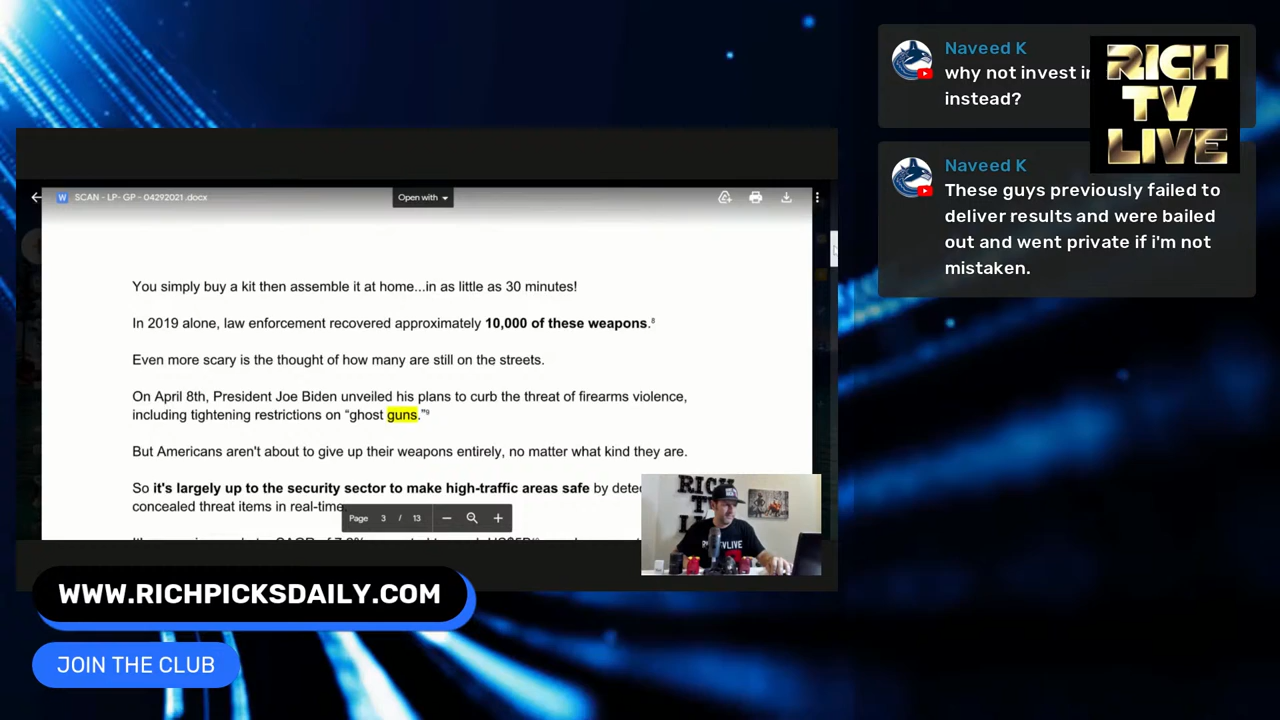 SCAN - LP- GP - 04292021 .docx
Open with
You simply buy a kit then assemble it at home...in as little as 30 minutes!
In 2019 alone, law enforcement recovered approximately 10,000 of these weapons.⁸
Even more scary is the thought of how many are still on the streets.
On April 8th, President Joe Biden unveiled his plans to curb the threat of firearms violence,
including tightening restrictions on “ghost guns.”⁹
But Americans aren't about to give up their weapons entirely, no matter what kind they are.
So it's largely up to the security sector to make high-traffic areas safe by
concealed threat items in real-time.
Page 3 / 13
RICH
WWW.RICHPICKSDAILY.COM
JOIN THE CLUB
Naveed K
why not invest
instead?
RICH
TV
LIVE
Naveed K
These guys previously failed to
deliver results and were bailed
out and went private if i'm not
mistaken.